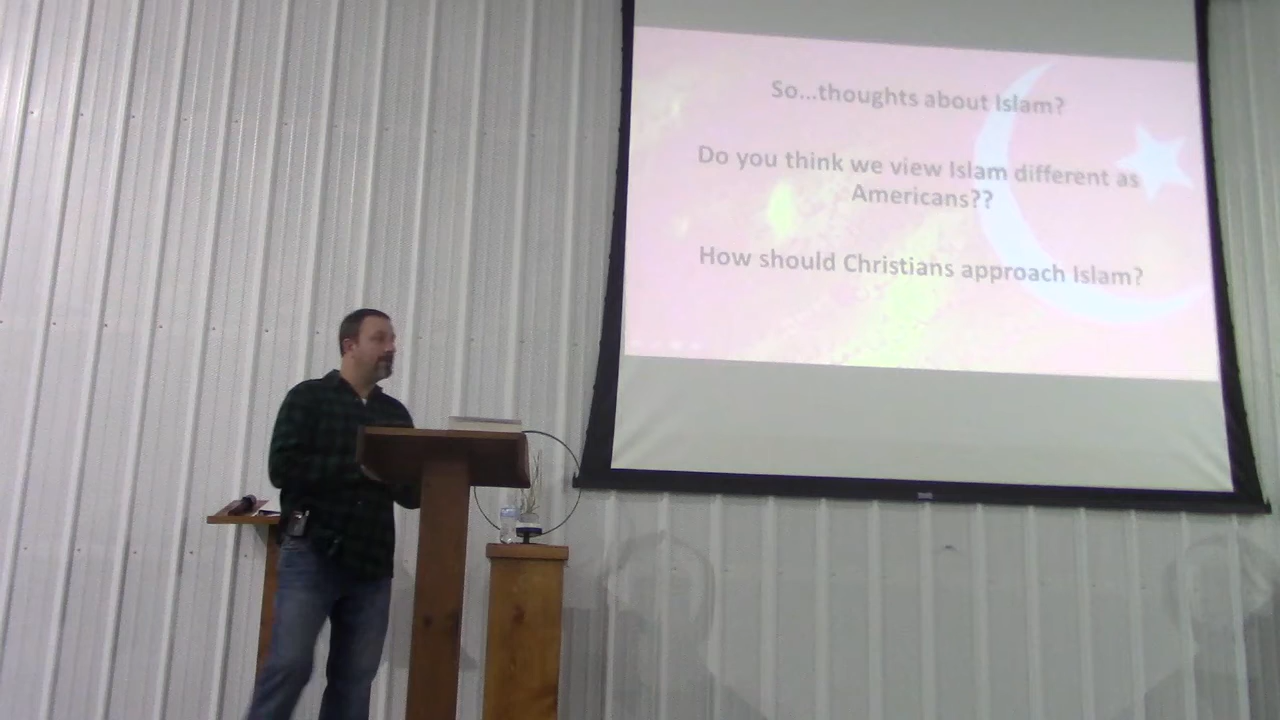 So...thoughts about Islam?
Do you think we view Islam different as
Americans??
How should Christians approach Islam?